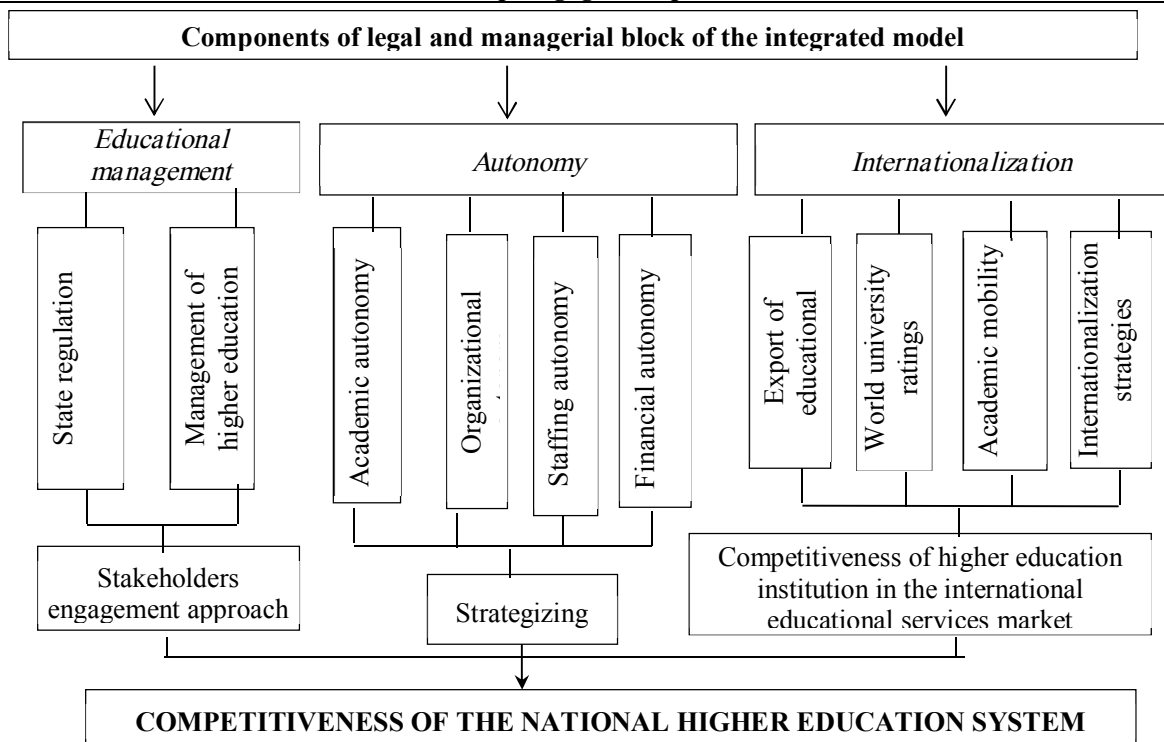 Components of legal and managerial block of the integrated model
Educational
management
Autonomy
Internationalization
State regulation
Management of
higher education
Academic autonomy
Organizational
Staffing autonomy
Financial autonomy
Export of
educational
World university
ratings
Academic mobility
Internationalization
strategies
Stakeholders
engagement approach
Strategizing
Competitiveness of higher education
institution in the international
educational services market
COMPETITIVENESS OF THE NATIONAL HIGHER EDUCATION SYSTEM